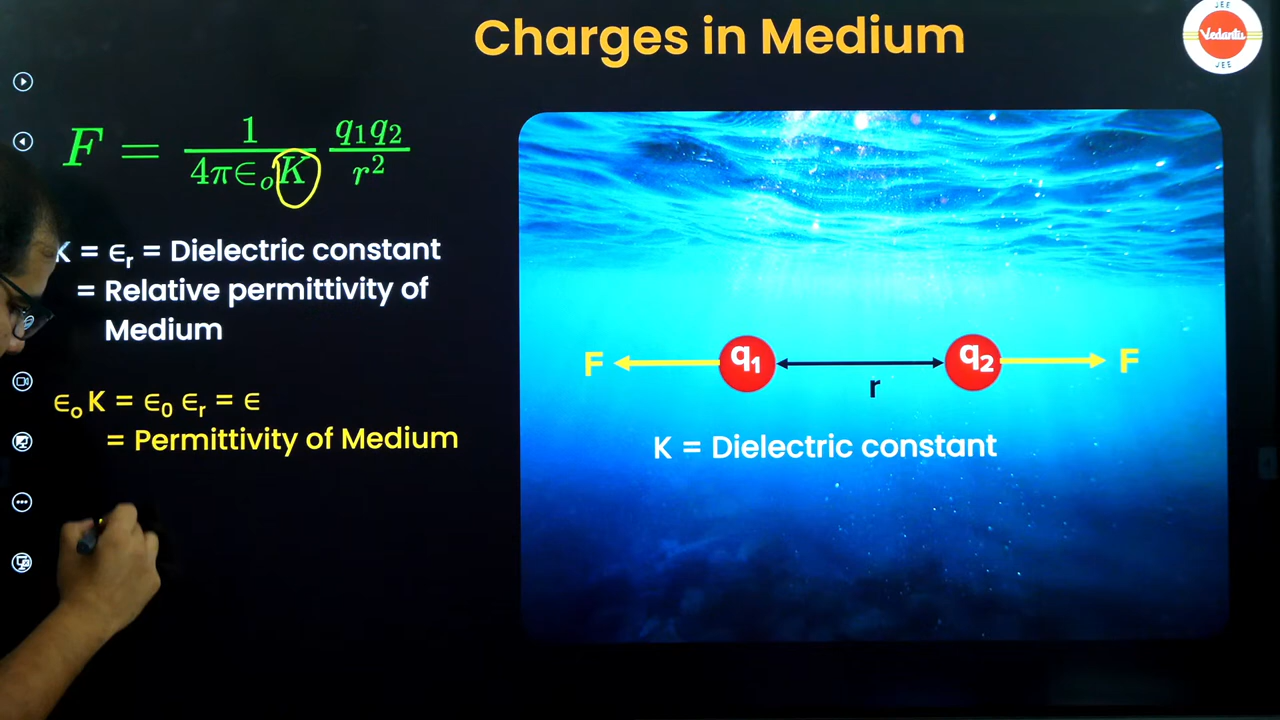 Charges in Medium
JEE
Vedantu
JEE
F = 1/4π∈oK q1q2/r²
K = ∈r = Dielectric constant
= Relative permittivity of
Medium
∈o K = ∈0 ∈r = ∈
= Permittivity of Medium
F q1 r q2 F
K = Dielectric constant